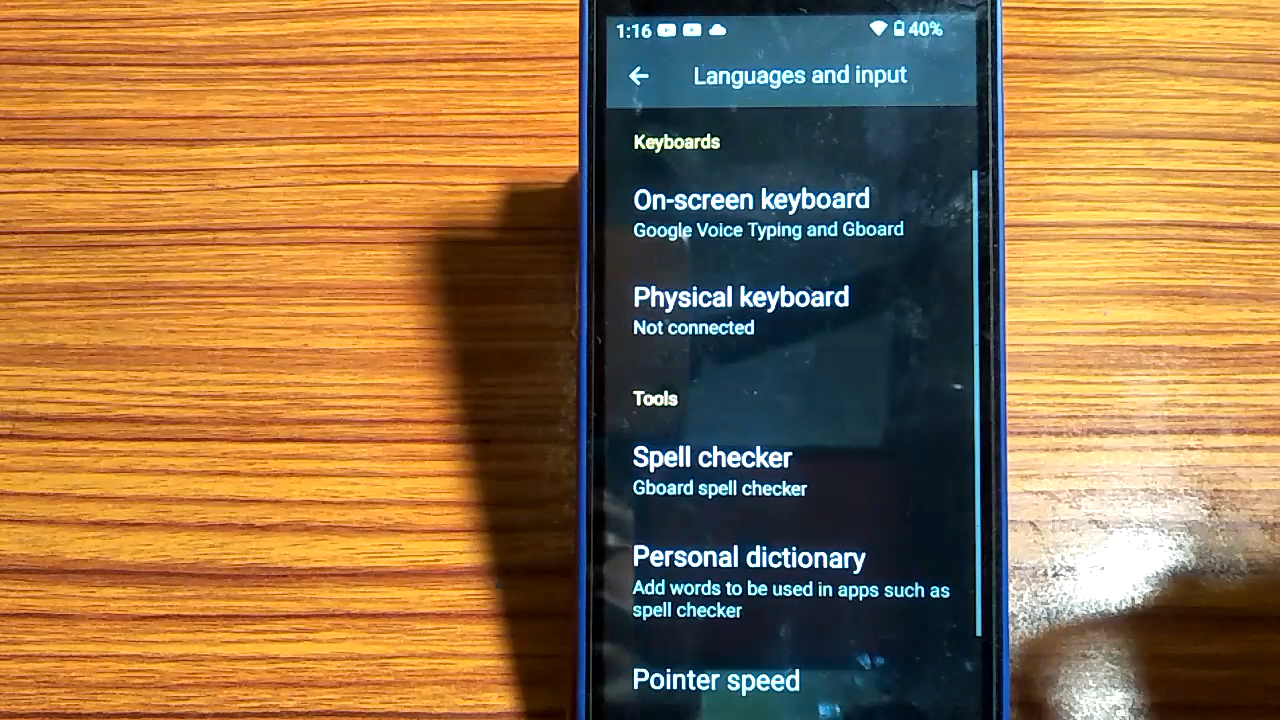 1:16 40%
Languages and input
Keyboards
On-screen keyboard
Google Voice Typing and Gboard
Physical keyboard
Not connected
Tools
Spell checker
Gboard spell checker
Personal dictionary
Add words to be used in apps such as
spell checker
Pointer speed